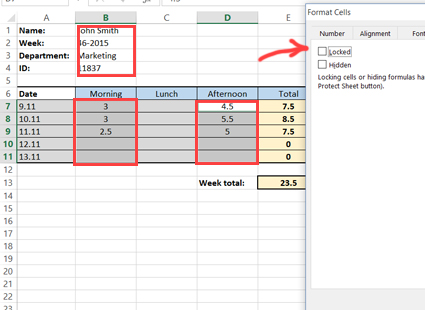 Format Cells
A B C D E
Number Alignment Font
1 Name: John Smith
2 Week: 46-2015
3 Department: Marketing
4 ID: 11837
Locked
Hidden
Locking cells or hiding formulas ha
Protect Sheet button).
6 Date Morning Lunch Afternoon Total
7 9.11 3 4.5 7.5
8 10.11 3 5.5 8.5
9 11.11 2.5 5 7.5
10 12.11 0
11 13.11 0
12
13 Week total: 23.5
14
15
16
17
18
19
20
21
22